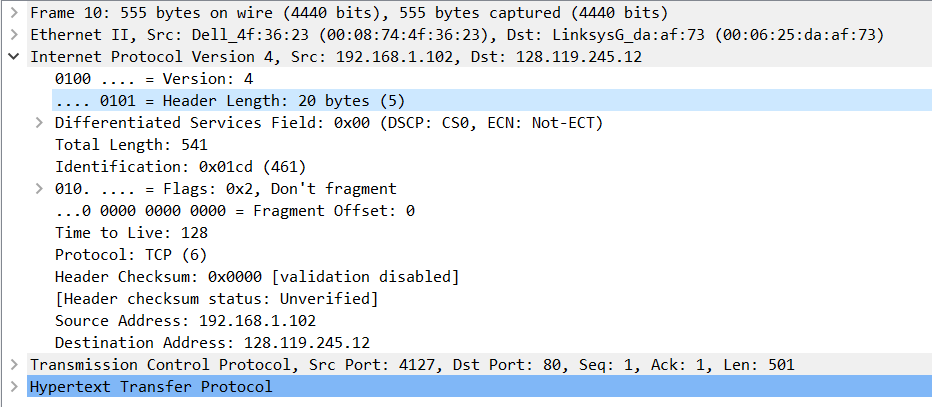 Frame 10: 555 bytes on wire (4440 bits), 555 bytes captured (4440 bits)
Ethernet II, Src: Dell_4f:36:23 (00:08:74:4f:36:23), Dst: LinksysG_da:af:73 (00:06:25:da:af:73)
Internet Protocol Version 4, Src: 192.168.1.102, Dst: 128.119.245.12
0100 .... = Version: 4
.... 0101 = Header Length: 20 bytes (5)
Differentiated Services Field: 0x00 (DSCP: CS0, ECN: Not-ECT)
Total Length: 541
Identification: 0x01cd (461)
010. .... = Flags: 0x2, Don't fragment
...0 0000 0000 0000 = Fragment Offset: 0
Time to Live: 128
Protocol: TCP (6)
Header Checksum: 0x0000 [validation disabled]
[Header checksum status: Unverified]
Source Address: 192.168.1.102
Destination Address: 128.119.245.12
Transmission Control Protocol, Src Port: 4127, Dst Port: 80, Seq: 1, Ack: 1, Len: 501
Hypertext Transfer Protocol